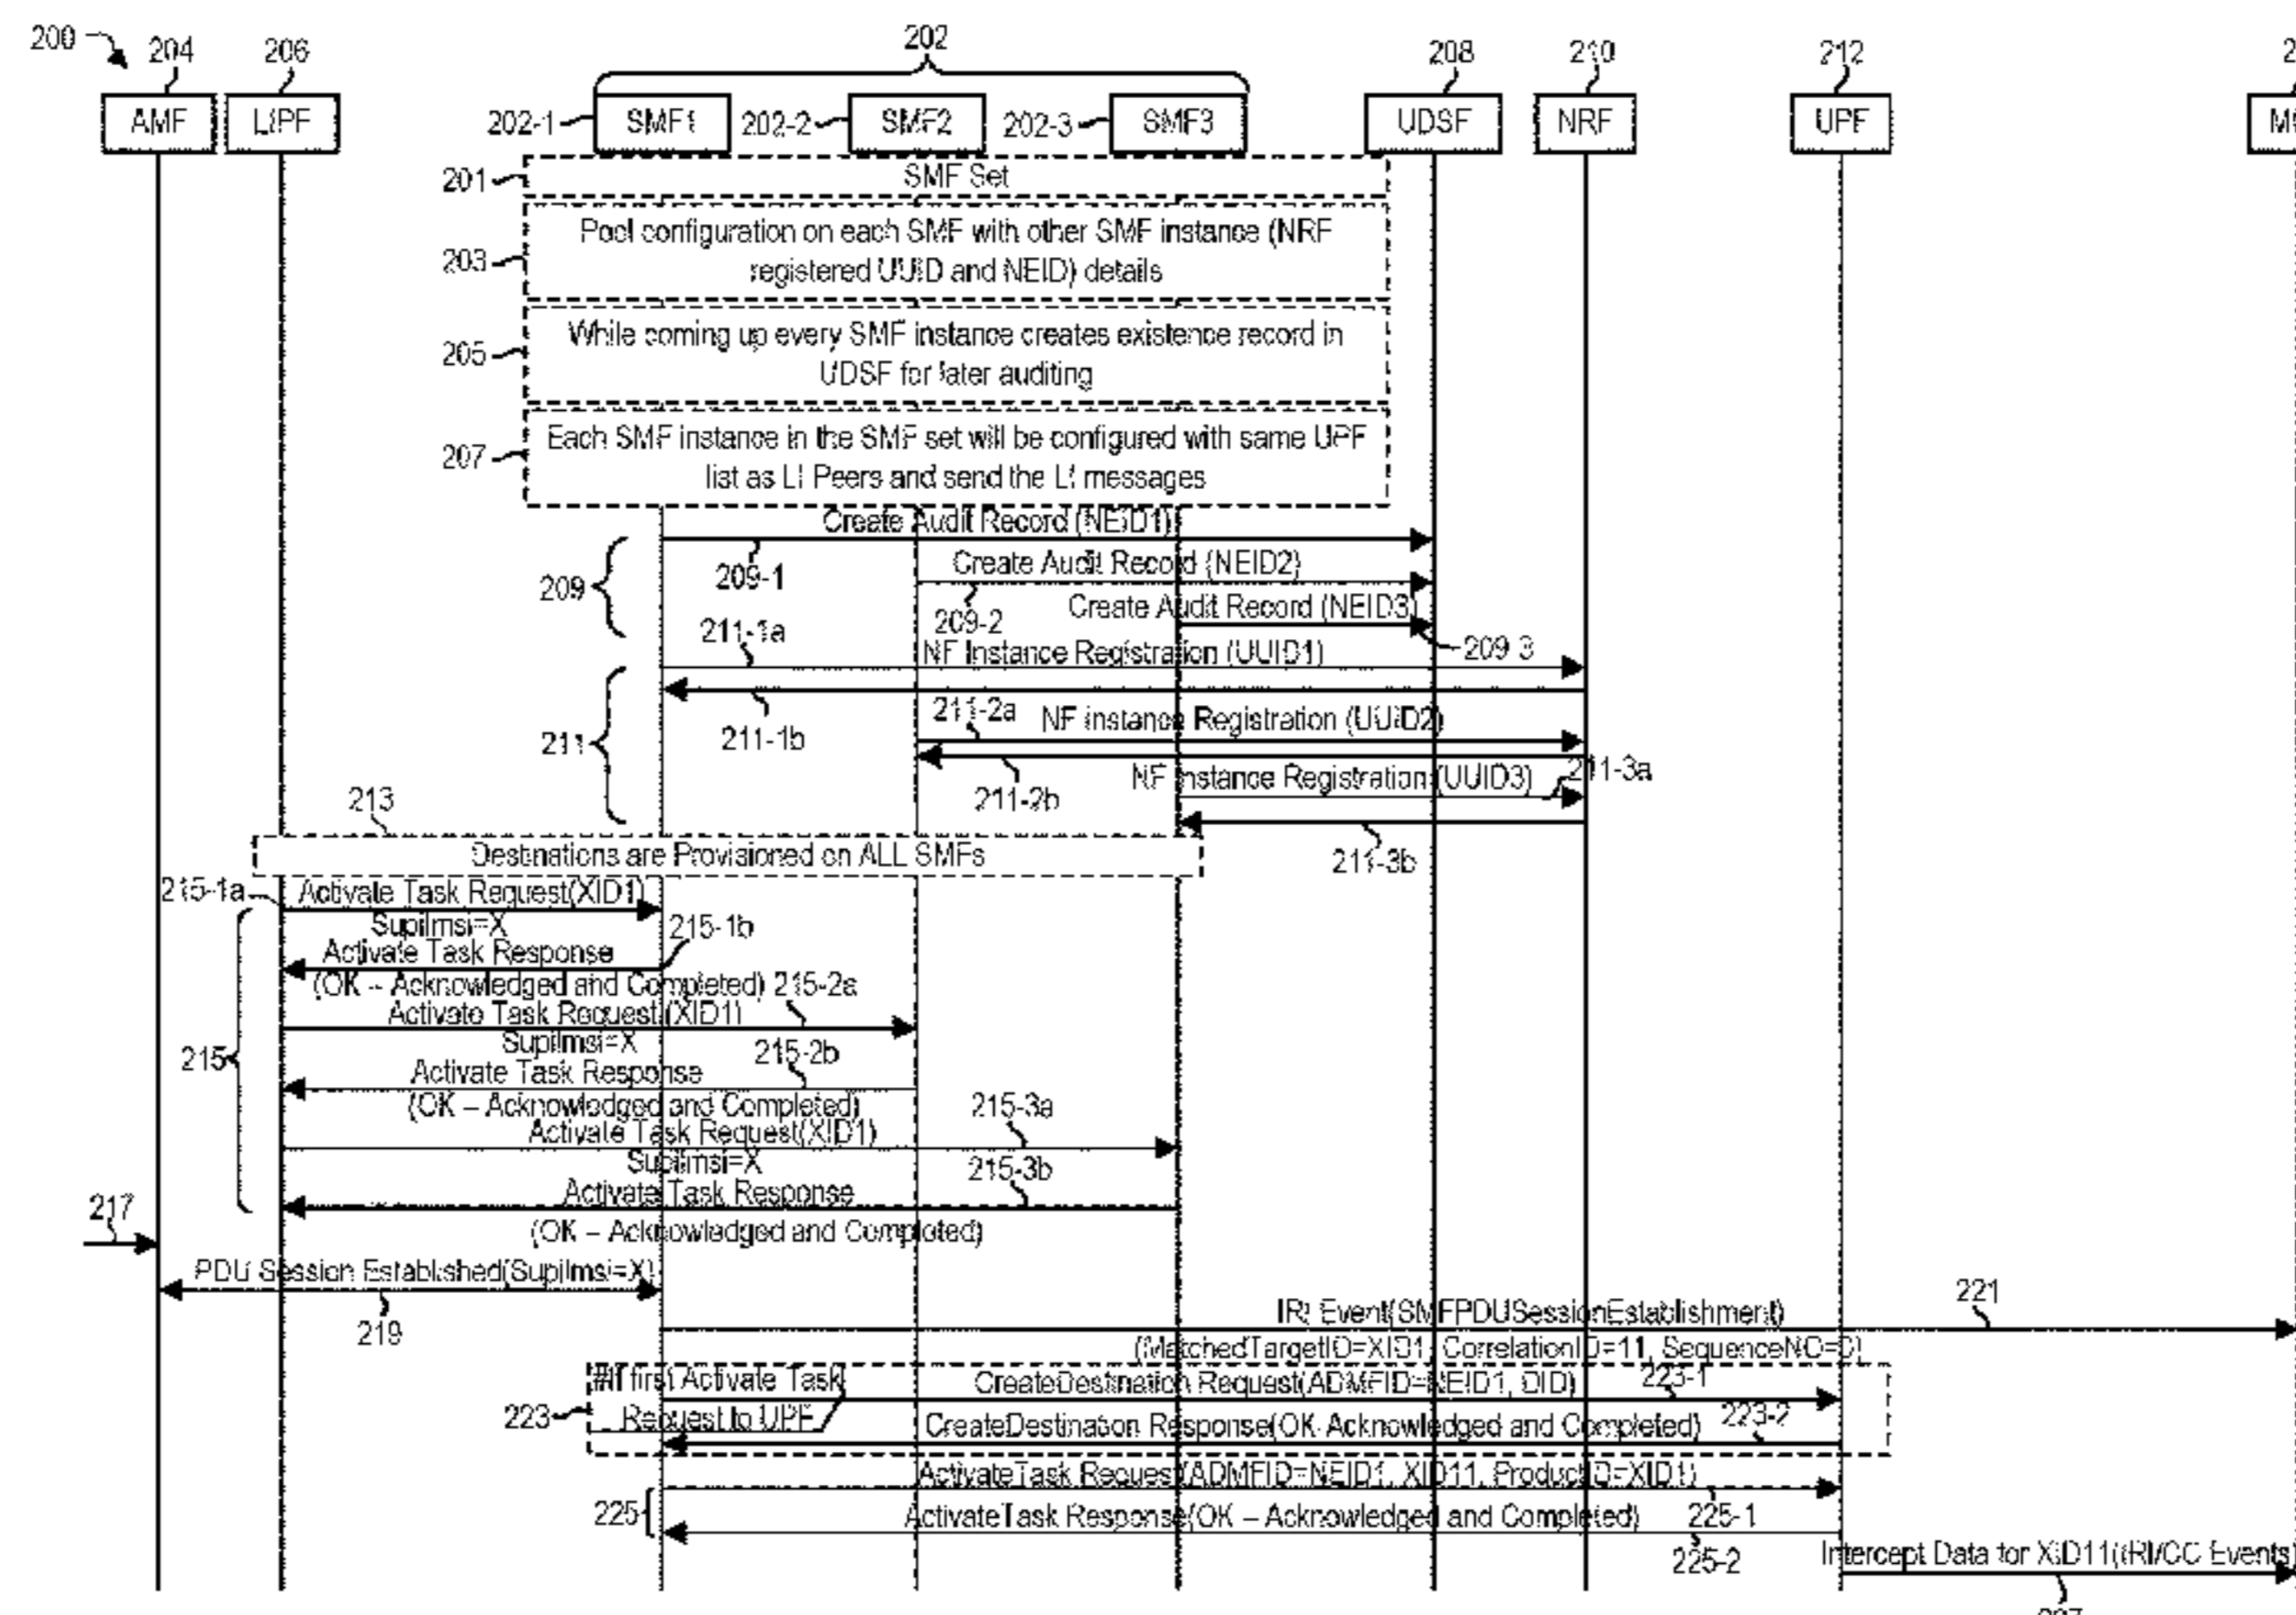 200
204
206
202
208
210
212
AMF
LIPF
202-1
SMF1
202-2
SMF2
202-3
SMF3
UDSF
NRF
UPF
201
SMF Set
203
Pool configuration on each SMF with other SMF instance (NRF
registered UUID and NEID) details
205
While coming up every SMF instance creates existence record in
UDSF for later auditing
207
Each SMF instance in the SMF set will be configured with same UPF
list as LI Peers and send the LI messages
Create Audit Record (NEID1)
209
209-1
Create Audit Record (NEID2)
209-2
Create Audit Record (NEID3)
209-3
211-1a
NF Instance Registration (UUID1)
211
211-1b
211-2a
NF instance Registration (UUID2)
211-2b
NF Instance Registration (UUID3)
211-3a
211-3b
213
Destinations are Provisioned on ALL SMFs
215-1a
Activate Task Request(XID1)
SupiImsi=X
215-1b
Activate Task Response
(OK – Acknowledged and Completed)
215-2a
Activate Task Request (XID1)
SupiImsi=X
215
215-2b
Activate Task Response
(OK – Acknowledged and Completed)
215-3a
Activate Task Request(XID1)
SupiImsi=X
215-3b
Activate Task Response
(OK – Acknowledged and Completed)
217
PDU Session Established(SupiImsi=X)
219
IRI Event(SMFPDUSessionEstablishment)
221
(MatchedTargetID=XID1, CorrelationID=11, SequenceNO=0)
223
#If first Activate Task
Request to UPF
CreateDestination Request(ADMFID=NEID1, DID)
223-1
CreateDestination Response(OK-Acknowledged and Completed)
223-2
225
ActivateTask Request(ADMFID=NEID1, XID11, ProductID=XID1)
225-1
ActivateTask Response(OK – Acknowledged and Completed)
225-2
Intercept Data for XID11(IRI/CC Events)